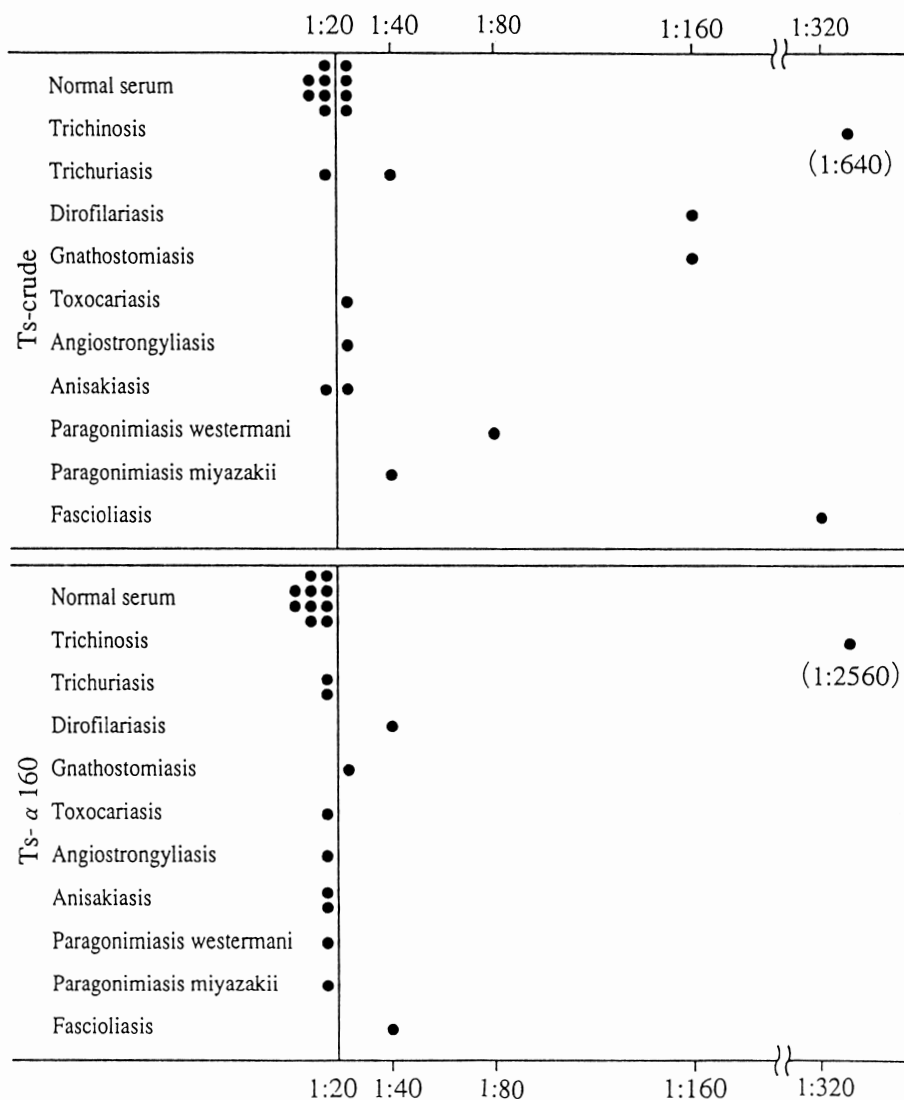 1:20 1:40 1:80 1:160 1:320
Ts-crude
Normal serum
Trichinosis
(1:640)
Trichuriasis
Dirofilariasis
Gnathostomiasis
Toxocariasis
Angiostrongyliasis
Anisakiasis
Paragonimiasis westermani
Paragonimiasis miyazakii
Fascioliasis
Ts- α 160
Normal serum
Trichinosis
(1:2560)
Trichuriasis
Dirofilariasis
Gnathostomiasis
Toxocariasis
Angiostrongyliasis
Anisakiasis
Paragonimiasis westermani
Paragonimiasis miyazakii
Fascioliasis
1:20 1:40 1:80 1:160 1:320